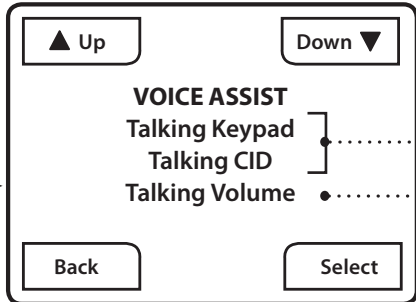 ▲ Up
Down ▼
VOICE ASSIST
Talking Keypad
Talking CID
Talking Volume
Back
Select